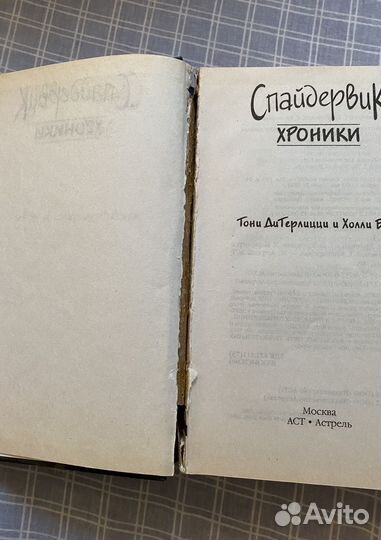 Спайдервик
ХРОНИКИ
Тони ДиТерлицци и Холли Б
Москва
АСТ • Астрель
Avito